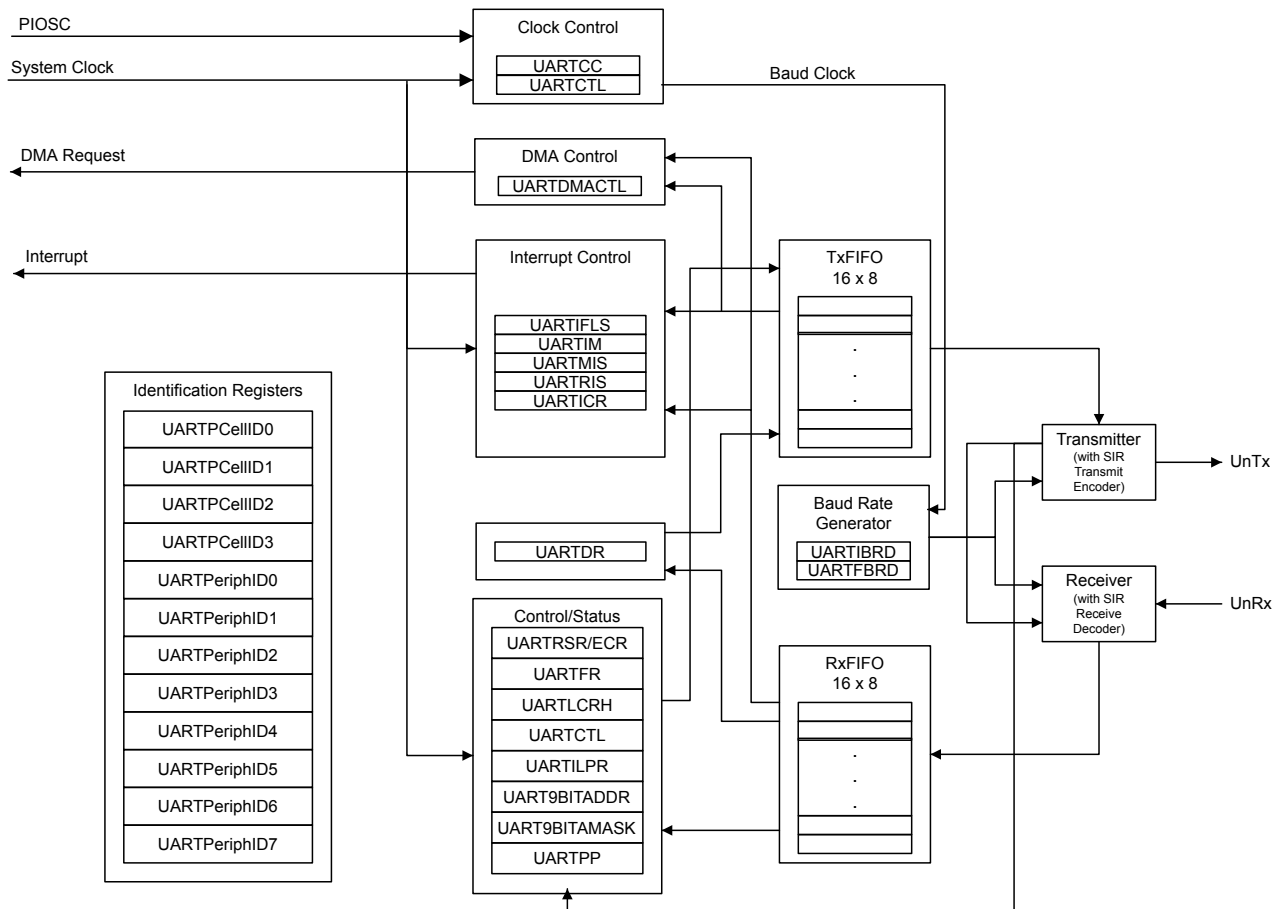 PIOSC
System Clock
Clock Control
UARTCC
UARTCTL
Baud Clock
DMA Request
DMA Control
UARTDMACTL
Interrupt
Interrupt Control
UARTIFLS
UARTIM
UARTMIS
UARTRIS
UARTICR
TxFIFO
16 x 8
.
.
.
Identification Registers
UARTPCellID0
UARTPCellID1
UARTPCellID2
UARTPCellID3
UARTPeriphID0
UARTPeriphID1
UARTPeriphID2
UARTPeriphID3
UARTPeriphID4
UARTPeriphID5
UARTPeriphID6
UARTPeriphID7
Transmitter
(with SIR
Transmit
Encoder)
UnTx
UARTDR
Baud Rate
Generator
UARTIBRD
UARTFBRD
Receiver
(with SIR
Receive
Decoder)
UnRx
Control/Status
UARTRSR/ECR
UARTFR
UARTLCRH
UARTCTL
UARTILPR
UART9BITADDR
UART9BITAMASK
UARTPP
RxFIFO
16 x 8
.
.
.